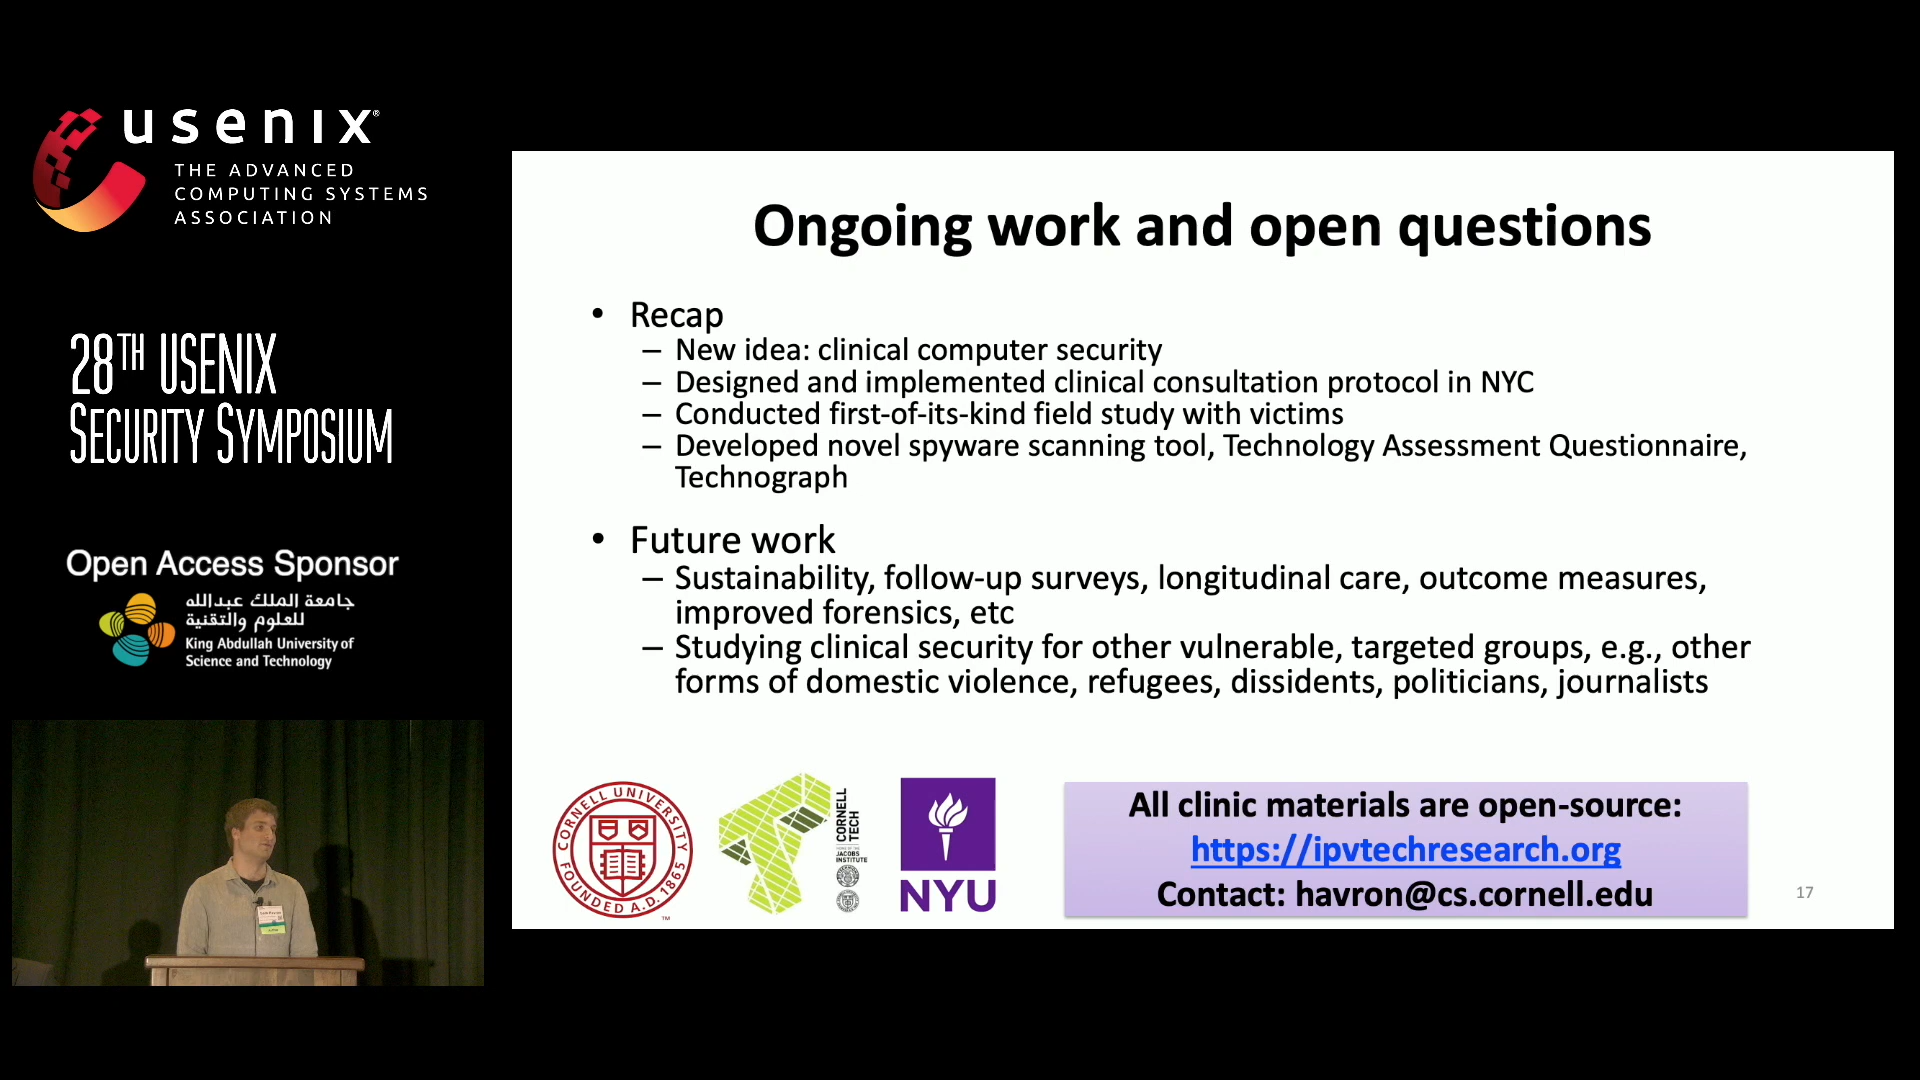 usenix®
THE ADVANCED
COMPUTING SYSTEMS
ASSOCIATION
28TH USENIX
SECURITY SYMPOSIUM
Open Access Sponsor
جامعة الملك عبدالله
للعلوم والتقنية
King Abdullah University of
Science and Technology
Ongoing work and open questions
• Recap
– New idea: clinical computer security
– Designed and implemented clinical consultation protocol in NYC
– Conducted first-of-its-kind field study with victims
– Developed novel spyware scanning tool, Technology Assessment Questionnaire,
Technograph
• Future work
– Sustainability, follow-up surveys, longitudinal care, outcome measures,
improved forensics, etc
– Studying clinical security for other vulnerable, targeted groups, e.g., other
forms of domestic violence, refugees, dissidents, politicians, journalists
CORNELL UNIVERSITY
FOUNDED A.D. 1865
TM
CORNELL
TECH
HOME OF THE
JACOBS
INSTITUTE
NYU
All clinic materials are open-source:
https://ipvtechresearch.org
Contact: havron@cs.cornell.edu
17